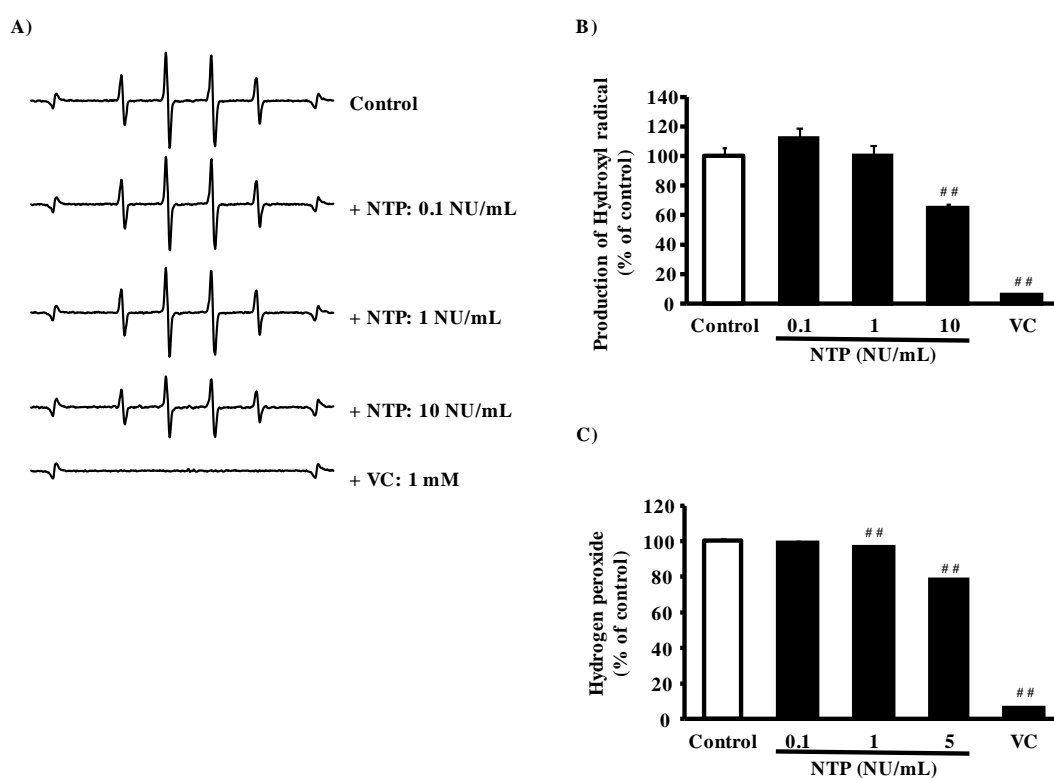 A)
Control
+ NTP: 0.1 NU/mL
+ NTP: 1 NU/mL
+ NTP: 10 NU/mL
+ VC: 1 mM
B)
Production of Hydroxyl radical
(% of control)
140
120
100
80
60
40
20
0
##
##
Control 0.1 1 10 VC
NTP (NU/mL)
C)
Hydrogen peroxide
(% of control)
120
100
80
60
40
20
0
##
##
##
Control 0.1 1 5 VC
NTP (NU/mL)